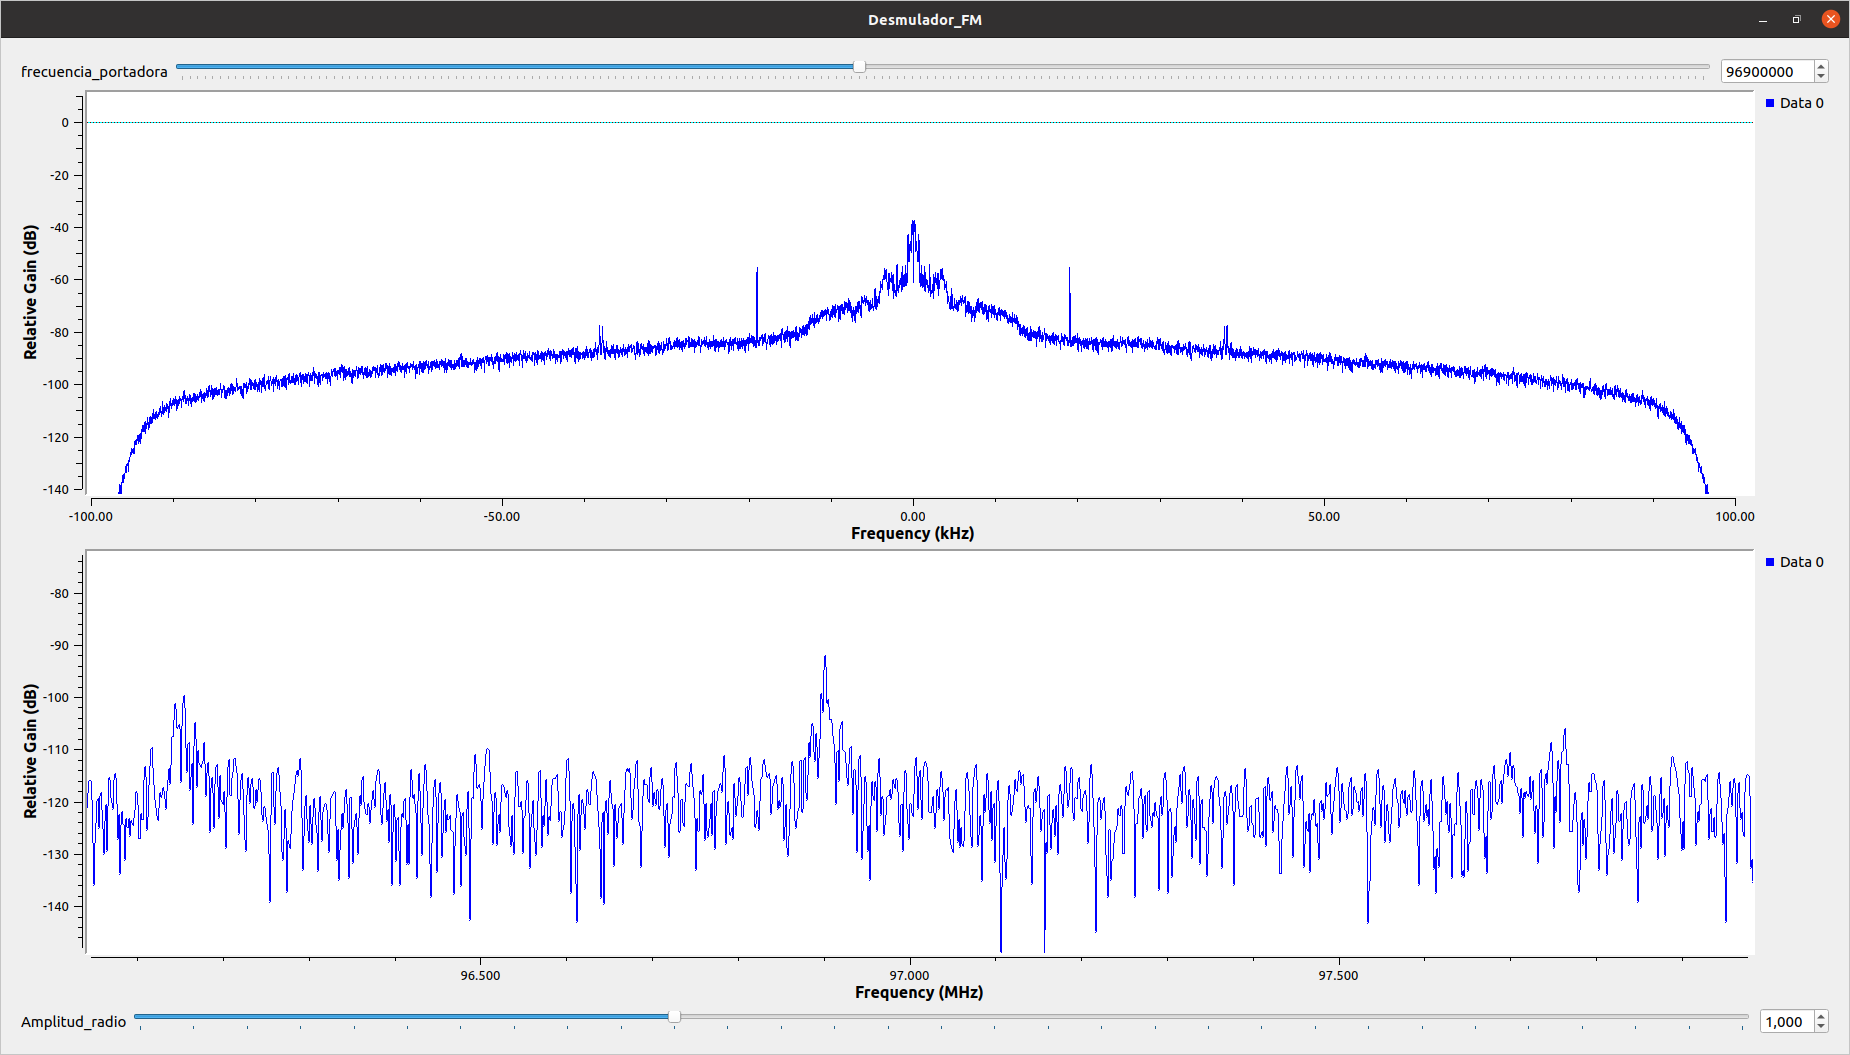 Desmulador_FM
frecuencia_portadora
96900000
Data 0
0
-20
-40
-60
-80
-100
-120
-140
Relative Gain (dB)
-100.00 -50.00 0.00 50.00 100.00
Frequency (kHz)
Data 0
-80
-90
-100
-110
-120
-130
-140
Relative Gain (dB)
96.500 97.000 97.500
Frequency (MHz)
Amplitud_radio
1,000